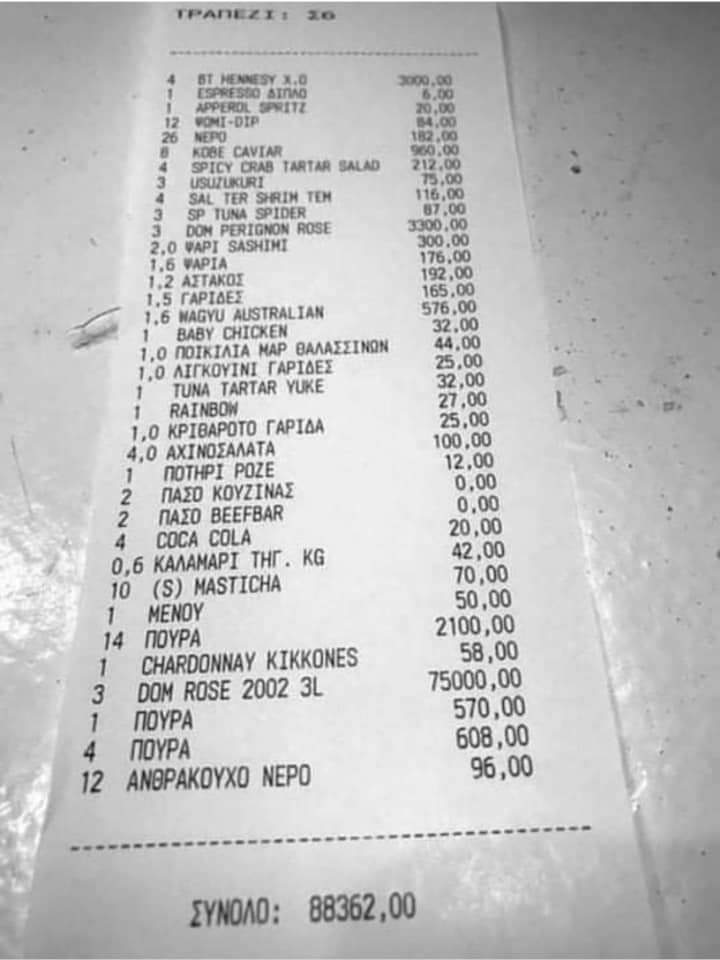 ΤΡΑΠΕΖΙ: Σ6
4 BT HENNESY X.O 3000,00
1 ESPRESSO ΔΙΠΛΟ 6,00
1 APPEROL SPRITZ 20,00
12 ΨΩΜΙ-DIP 84,00
26 ΝΕΡΟ 182,00
8 KOBE CAVIAR 960,00
4 SPICY CRAB TARTAR SALAD 212,00
3 USUZUKURI 75,00
4 SAL TER SHRIM TEM 116,00
3 SP TUNA SPIDER 87,00
3 DOM PERIGNON ROSE 3300,00
2,0 ΨΑΡΙ SASHIMI 300,00
1,6 ΨΑΡΙΑ 176,00
1,2 ΑΣΤΑΚΟΣ 192,00
1,5 ΓΑΡΙΔΕΣ 165,00
1,6 WAGYU AUSTRALIAN 576,00
1 BABY CHICKEN 32,00
1,0 ΠΟΙΚΙΛΙΑ ΜΑΡ ΘΑΛΑΣΣΙΝΩΝ 44,00
1,0 ΛΙΓΚΟΥΙΝΙ ΓΑΡΙΔΕΣ 25,00
1 TUNA TARTAR YUKE 32,00
1 RAINBOW 27,00
1,0 ΚΡΙΘΑΡΟΤΟ ΓΑΡΙΔΑ 25,00
4,0 ΑΧΙΝΟΣΑΛΑΤΑ 100,00
1 ΠΟΤΗΡΙ ΡΟΖΕ 12,00
2 ΠΑΣΟ ΚΟΥΖΙΝΑΣ 0,00
2 ΠΑΣΟ BEEFBAR 0,00
4 COCA COLA 20,00
0,6 ΚΑΛΑΜΑΡΙ ΤΗΓ. KG 42,00
10 (S) MASTICHA 70,00
1 ΜΕΝΟΥ 50,00
14 ΠΟΥΡΑ 2100,00
1 CHARDONNAY KIKKONES 58,00
3 DOM ROSE 2002 3L 75000,00
1 ΠΟΥΡΑ 570,00
4 ΠΟΥΡΑ 608,00
12 ΑΝΘΡΑΚΟΥΧΟ ΝΕΡΟ 96,00
ΣΥΝΟΛΟ: 88362,00